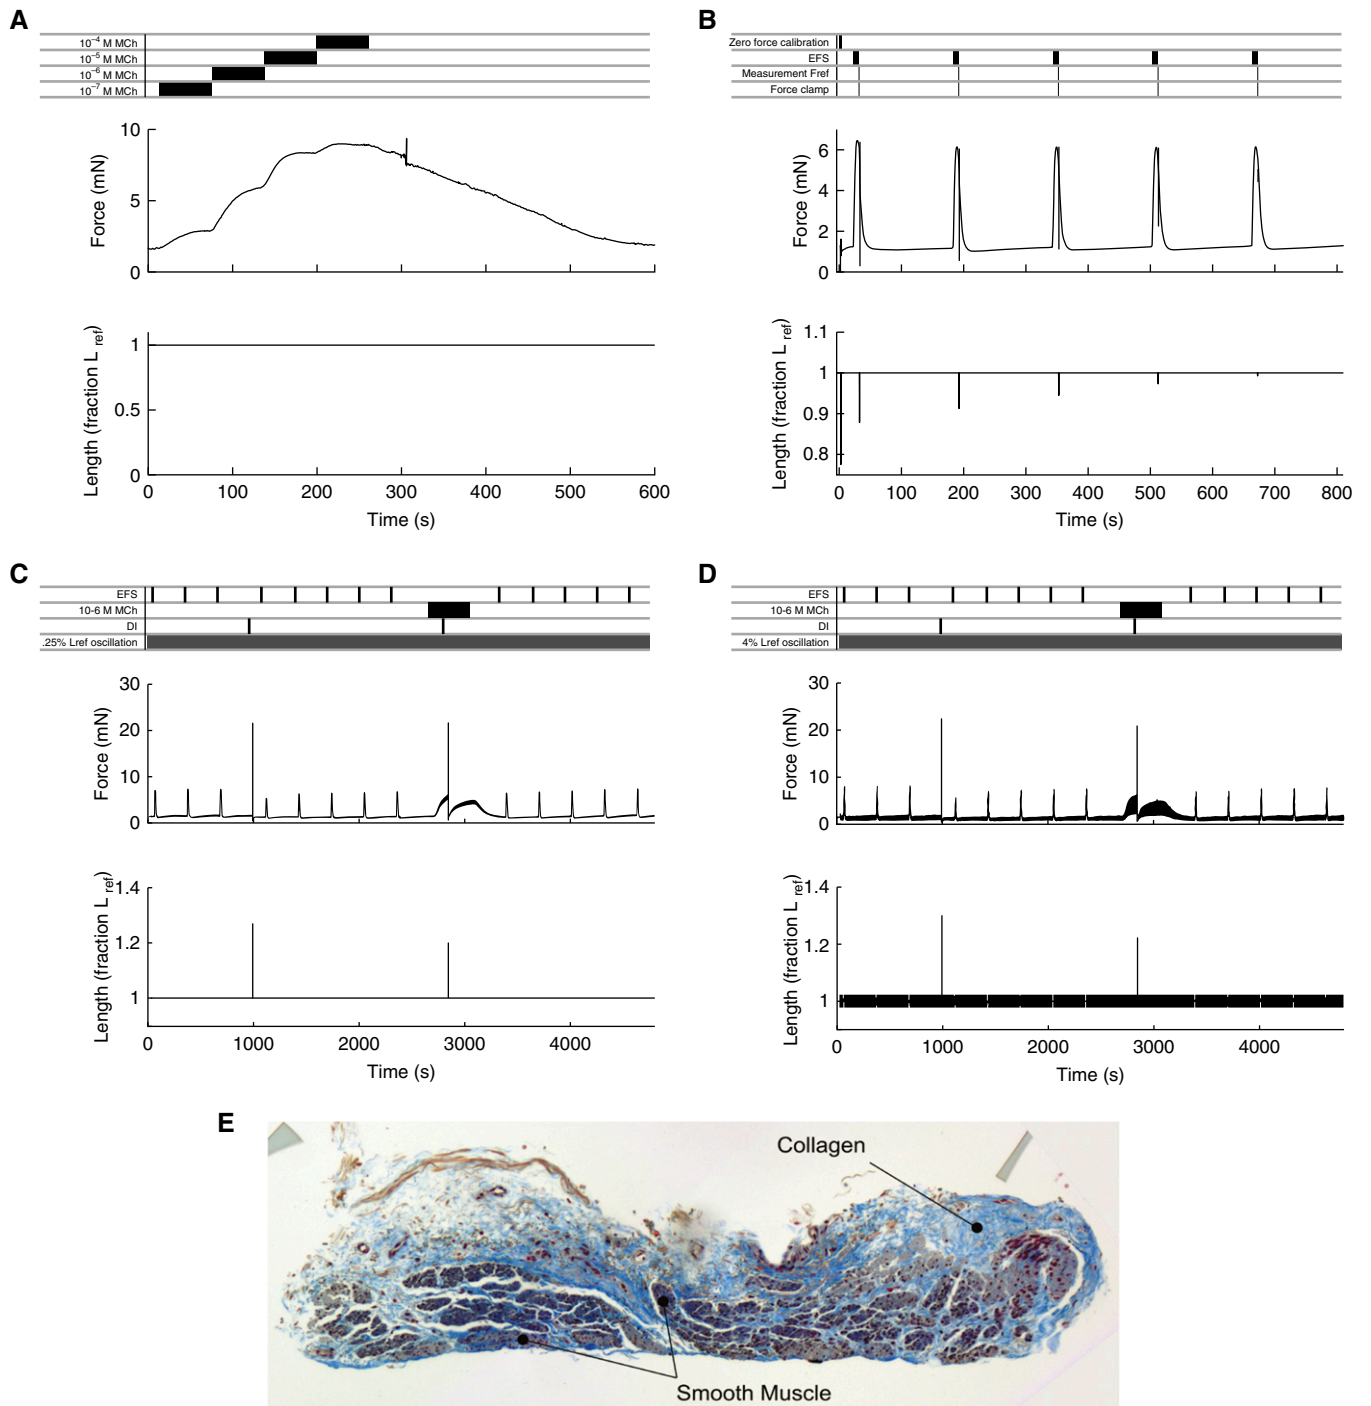 A
10⁻⁴ M MCh
10⁻⁵ M MCh
10⁻⁶ M MCh
10⁻⁷ M MCh
10
5
0
Force (mN)
1
0.5
0
Length (fraction L ref)
0 100 200 300 400 500 600
Time (s)
B
Zero force calibration
EFS
Measurement Fref
Force clamp
6
4
2
0
Force (mN)
1.1
1
0.9
0.8
Length (fraction L ref)
0 100 200 300 400 500 600 700 800
Time (s)
C
EFS
10-6 M MCh
DI
.25% Lref oscillation
30
20
10
0
Force (mN)
1.4
1.2
1
Length (fraction L ref)
0 1000 2000 3000 4000
Time (s)
D
EFS
10-6 M MCh
DI
4% Lref oscillation
30
20
10
0
Force (mN)
1.4
1.2
1
Length (fraction L ref)
0 1000 2000 3000 4000
Time (s)
E
Collagen
Smooth Muscle